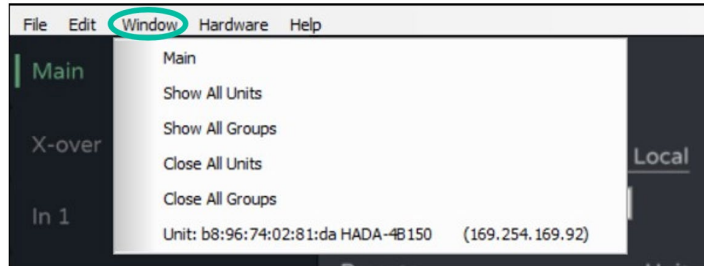 File Edit Window Hardware Help
Main
Main
Show All Units
X-over
Show All Groups
Local
Close All Units
In 1
Close All Groups
Unit: b8:96:74:02:81:da HADA-4B150 (169.254.169.92)